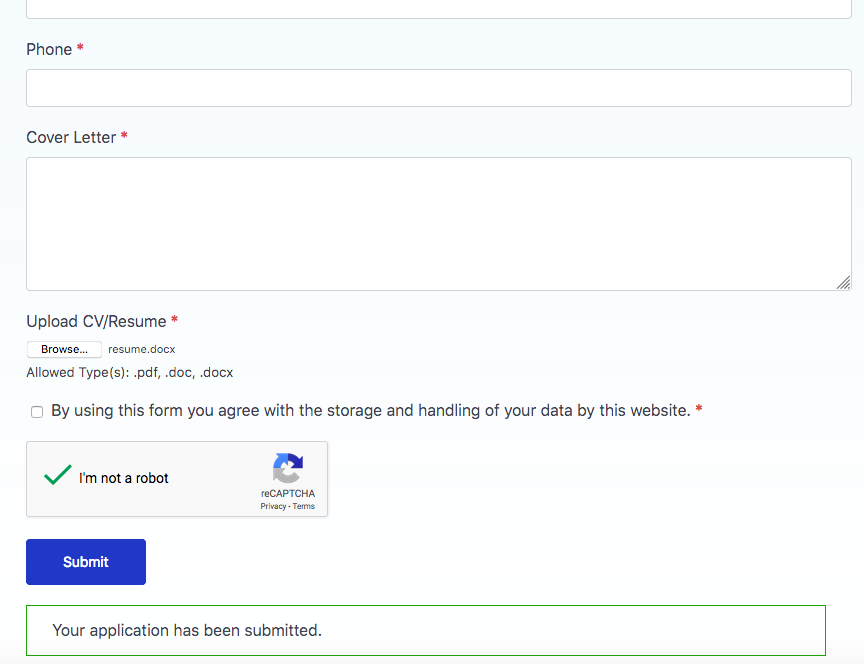 Phone *
Cover Letter *
Upload CV/Resume *
Browse... resume.docx
Allowed Type(s): .pdf, .doc, .docx
By using this form you agree with the storage and handling of your data by this website. *
I'm not a robot
reCAPTCHA
Privacy - Terms
Submit
Your application has been submitted.